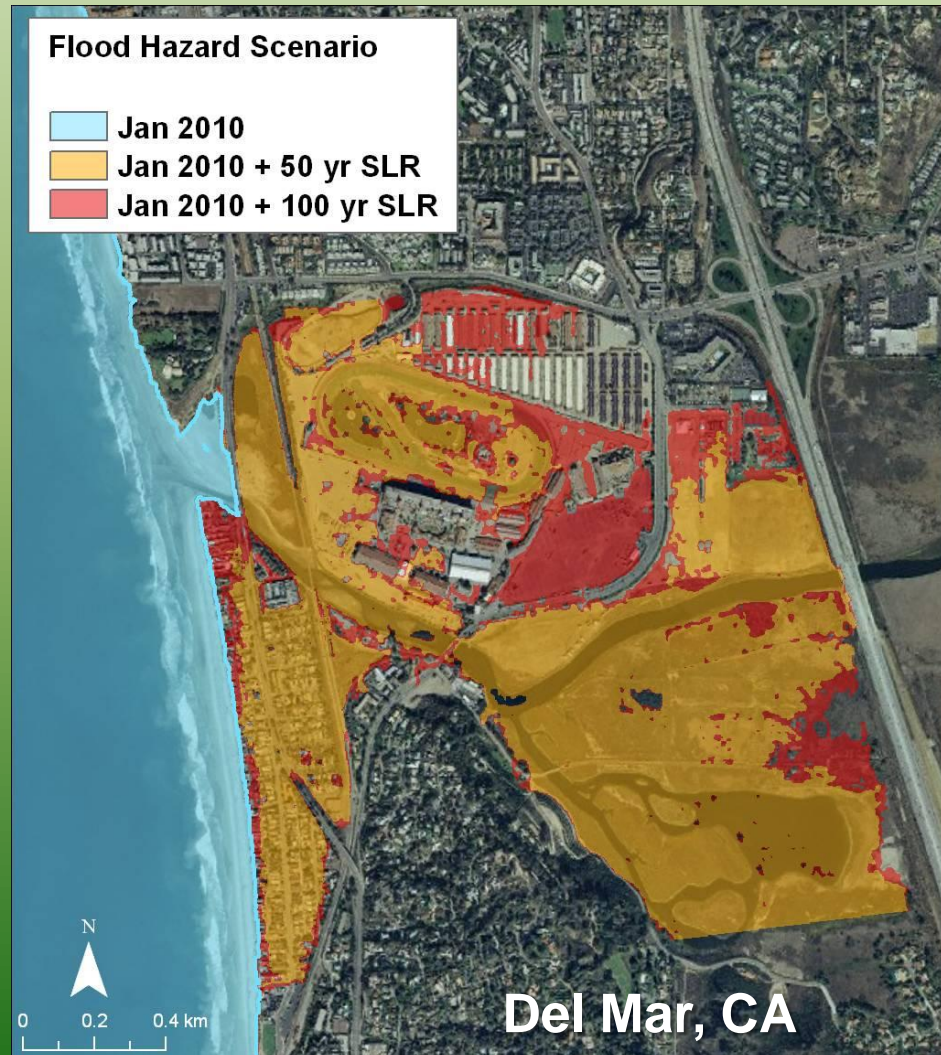 Flood Hazard Scenario
Jan 2010
Jan 2010 + 50 yr SLR
Jan 2010 + 100 yr SLR
N
0 0.2 0.4 km
Del Mar, CA